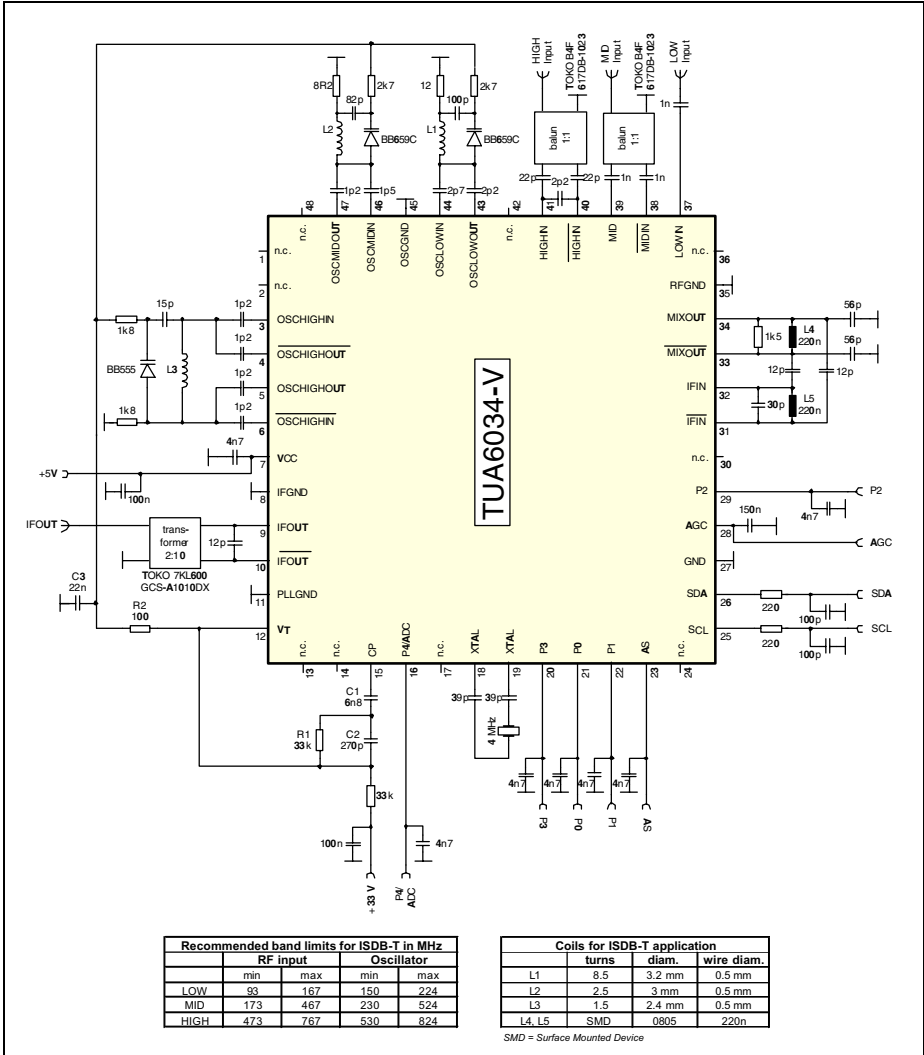 HIGH Input
TOKO B4F 617DB-1023
MID Input
TOKO B4F 617DB-1023
LOW Input
8R2
2k7
12
2k7
82p
100p
1n
L2
BB659C
L1
BB659C
balun 1:1
balun 1:1
22p
2p2
22p
1n
1n
1p2
1p5
2p7
2p2
48
47
46
45
44
43
42
41
40
39
38
37
n.c.
OSCMIDOUT
OSCMIDIN
OSCGND
OSCLOWIN
OSCLOWOUT
n.c.
HIGHIN
HIGHIN
MID
MIDIN
LOWIN
1
n.c.
n.c.
36
2
n.c.
RFGND
35
15p
1p2
1k8
3
OSCHIGHIN
MIXOUT
34
56p
1k5
L4
220n
1p2
4
OSCHIGHOUT
MIXOUT
33
56p
BB555
L3
12p
12p
1p2
5
OSCHIGHOUT
IFIN
32
30p
L5
220n
1k8
1p2
6
OSCHIGHIN
IFIN
31
4n7
7
VCC
n.c.
30
+5V
100n
8
IFGND
P2
29
P2
4n7
150n
IFOUT
trans-
former
2:10
12p
9
IFOUT
AGC
28
AGC
10
IFOUT
GND
27
TOKO 7KL600
GCS-A1010DX
C3
22n
11
PLLGND
SDA
26
220
SDA
100p
R2
100
12
VT
SCL
25
220
SCL
100p
TUA6034-V
n.c.
n.c.
CP
P4/ADC
n.c.
XTAL
XTAL
P3
P0
P1
AS
n.c.
13
14
15
16
17
18
19
20
21
22
23
24
C1
6n8
39p
39p
R1
33k
C2
270p
4 MHz
33k
4n7
4n7
4n7
4n7
100n
4n7
P3
P0
P1
AS
+33 V
P4/
ADC
Recommended band limits for ISDB-T in MHz
RF input Oscillator
min max min max
LOW 93 167 150 224
MID 173 467 230 524
HIGH 473 767 530 824
Coils for ISDB-T application
turns diam. wire diam.
L1 8.5 3.2 mm 0.5 mm
L2 2.5 3 mm 0.5 mm
L3 1.5 2.4 mm 0.5 mm
L4, L5 SMD 0805 220n
SMD = Surface Mounted Device